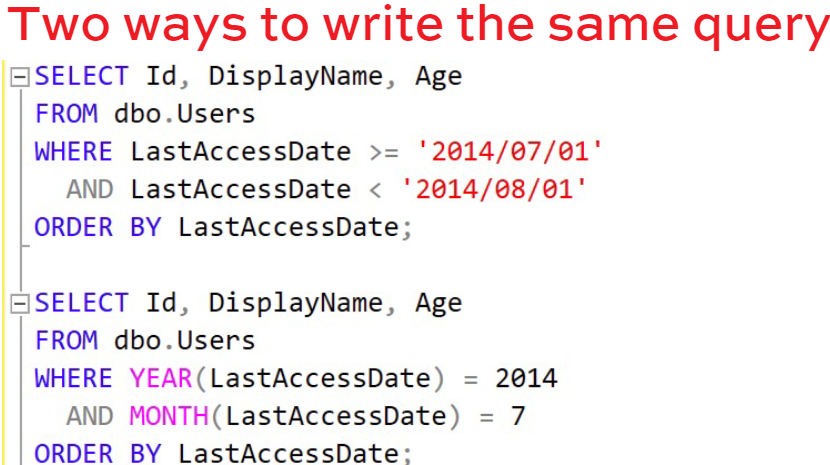 Two ways to write the same query
SELECT Id, DisplayName, Age
FROM dbo.Users
WHERE LastAccessDate >= '2014/07/01'
AND LastAccessDate < '2014/08/01'
ORDER BY LastAccessDate;
SELECT Id, DisplayName, Age
FROM dbo.Users
WHERE YEAR(LastAccessDate) = 2014
AND MONTH(LastAccessDate) = 7
ORDER BY LastAccessDate;